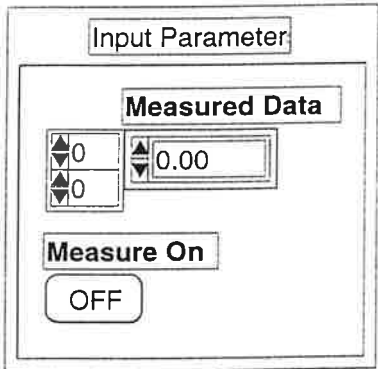 Input Parameter
Measured Data
0 0.00
0
Measure On
OFF